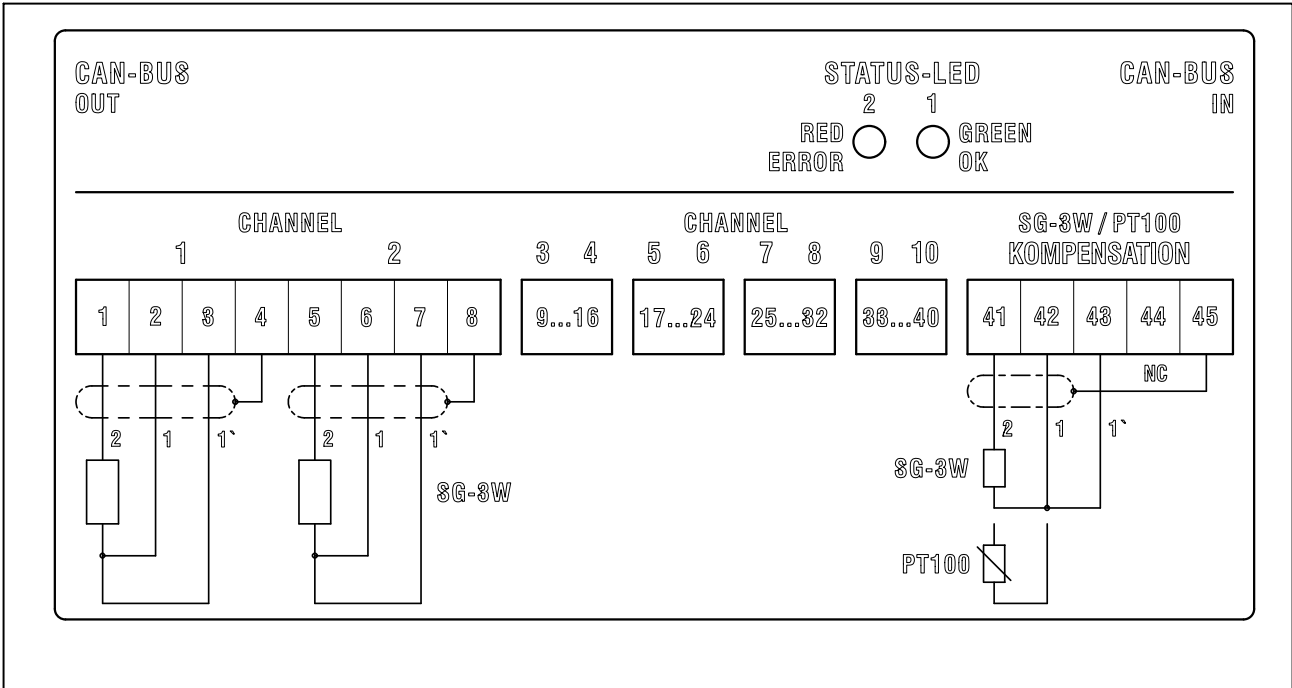 CAN-BUS
OUT
STATUS-LED
2 1
RED
ERROR
GREEN
OK
CAN-BUS
IN
CHANNEL
1 2
3 4
CHANNEL
5 6 7 8
9 10
SG-3W / PT100
KOMPENSATION
1 2 3 4 5 6 7 8
9...16
17...24
25...32
33...40
41 42 43 44 45
NC
2 1 1`
2 1 1`
2 1 1`
SG-3W
SG-3W
PT100